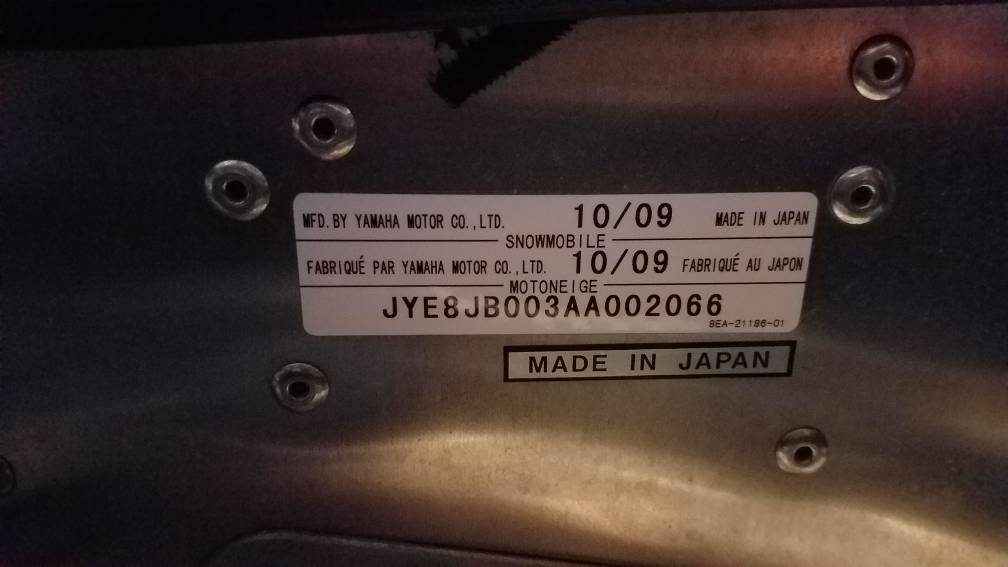 MFD. BY YAMAHA MOTOR CO., LTD. 10/09 MADE IN JAPAN
SNOWMOBILE
FABRIQUÉ PAR YAMAHA MOTOR CO., LTD. 10/09 FABRIQUÉ AU JAPON
MOTONEIGE
JYE8JB003AA002066
8EA-21186-01
MADE IN JAPAN